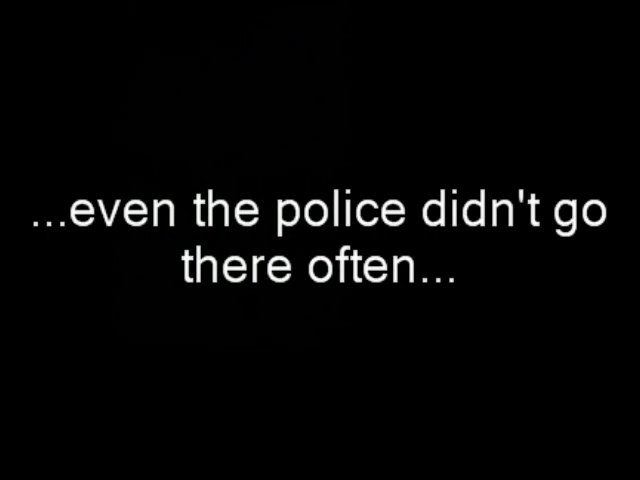 ...even the police didn't go
there often...